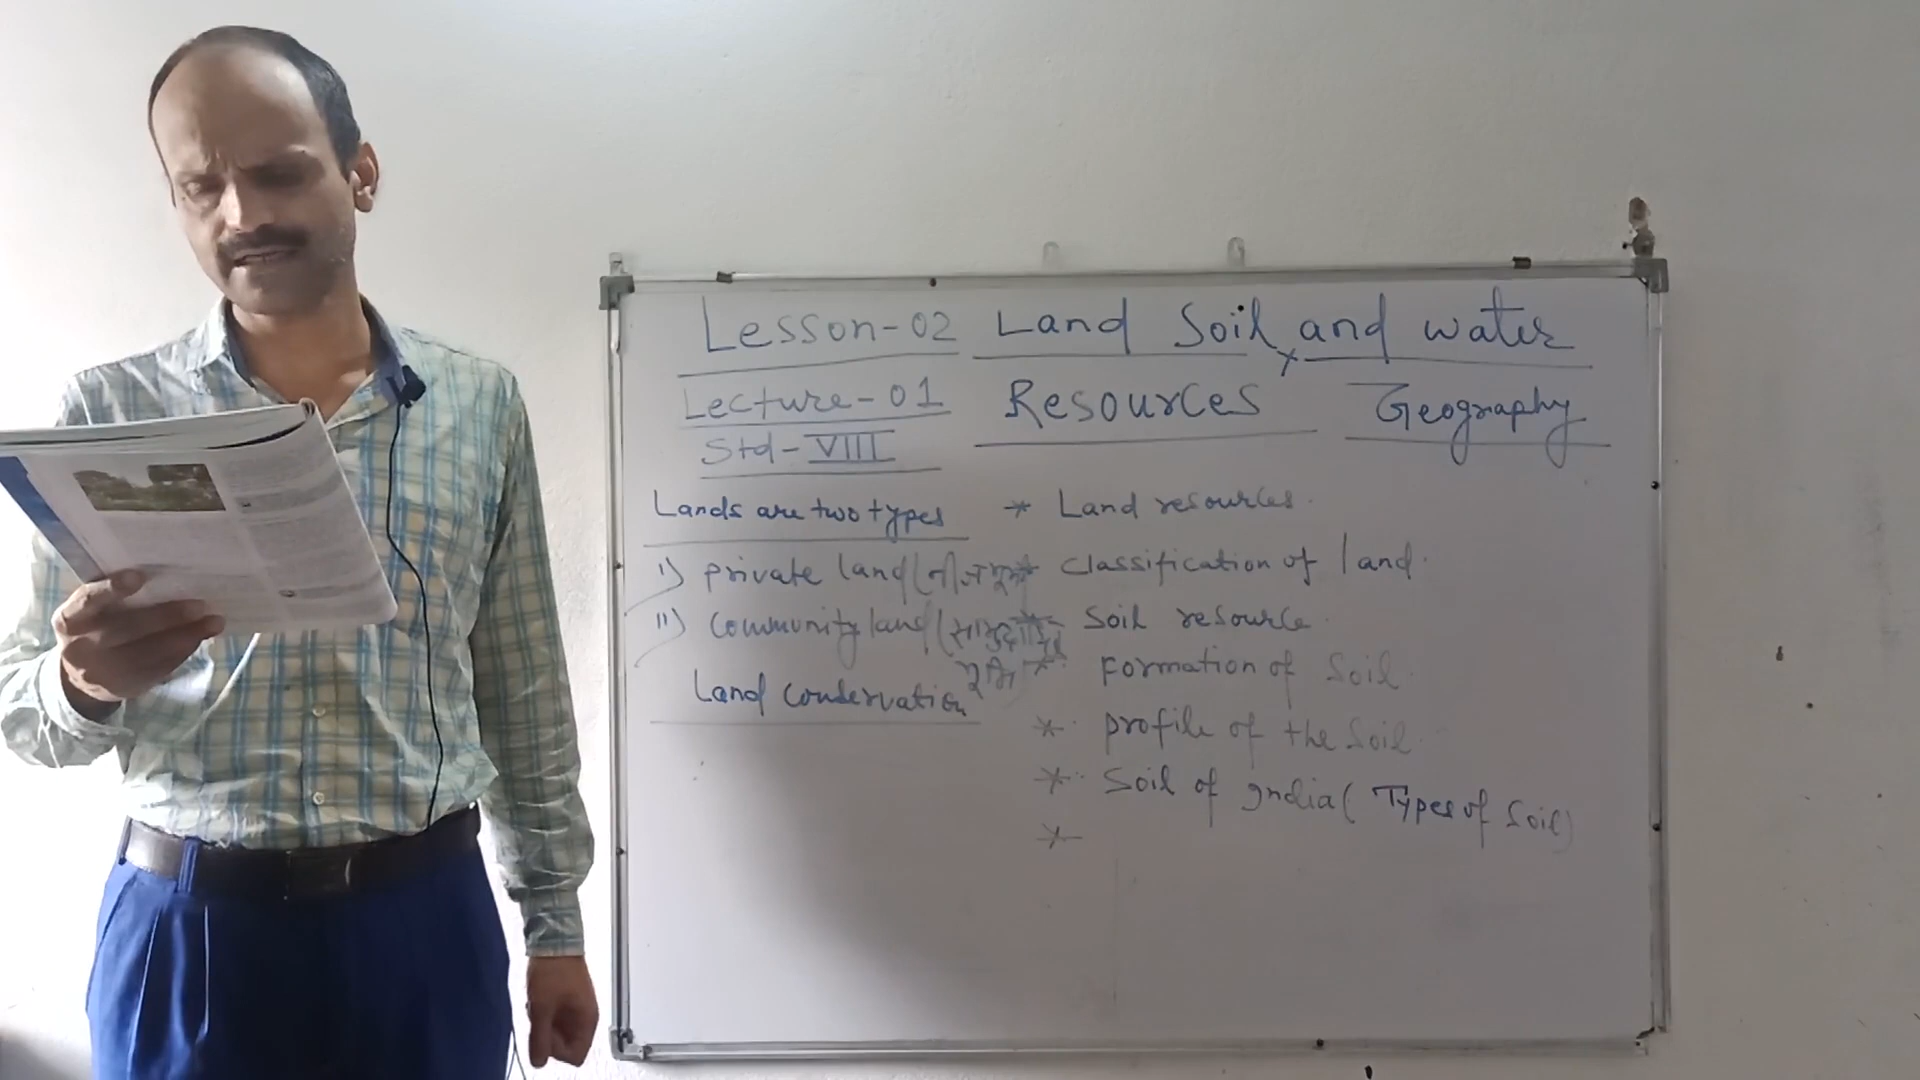 Lesson-02 Land Soil and water
Lecture-01 Resources Geography
Std-VIII
Lands are two types
i) private land (नीजी भूमि
ii) Community land (सामुदायिक
भूमि
Land conservation
* Land resources.
* Classification of land.
* Soil resource.
* Formation of Soil.
* profile of the Soil.
* Soil of India (Types of Soil)
*